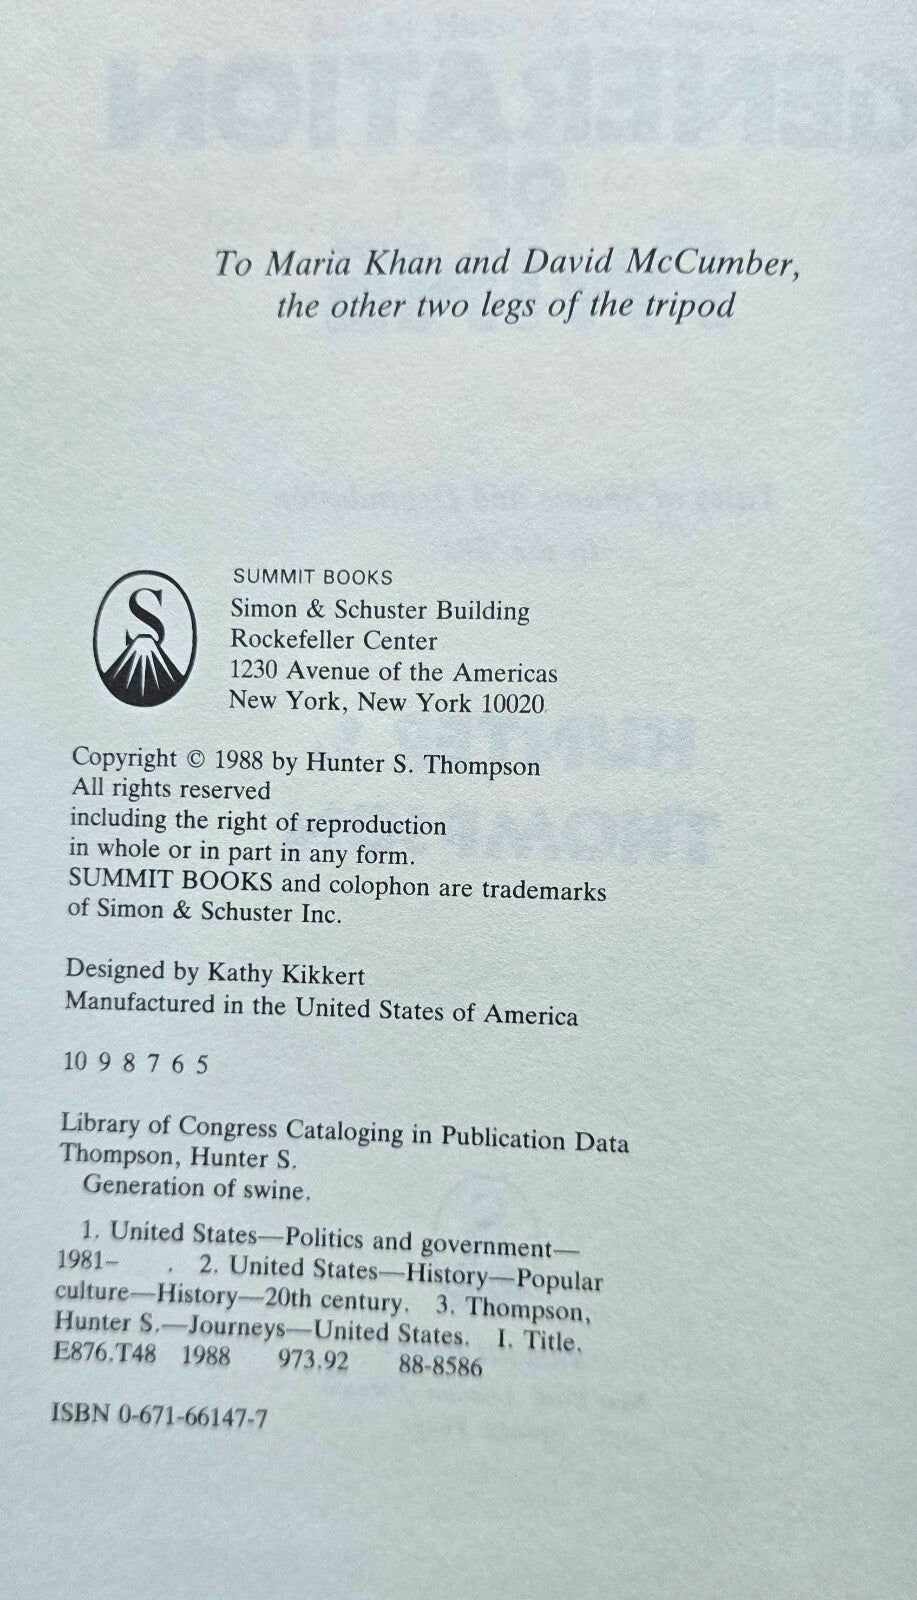 To Maria Khan and David McCumber,
the other two legs of the tripod
S
SUMMIT BOOKS
Simon & Schuster Building
Rockefeller Center
1230 Avenue of the Americas
New York, New York 10020
Copyright © 1988 by Hunter S. Thompson
All rights reserved
including the right of reproduction
in whole or in part in any form.
SUMMIT BOOKS and colophon are trademarks
of Simon & Schuster Inc.
Designed by Kathy Kikkert
Manufactured in the United States of America
10 9 8 7 6 5
Library of Congress Cataloging in Publication Data
Thompson, Hunter S.
Generation of swine.
1. United States—Politics and government—
1981– . 2. United States—History—Popular
culture—History—20th century. 3. Thompson,
Hunter S.—Journeys—United States. I. Title.
E876.T48 1988 973.92 88-8586
ISBN 0-671-66147-7